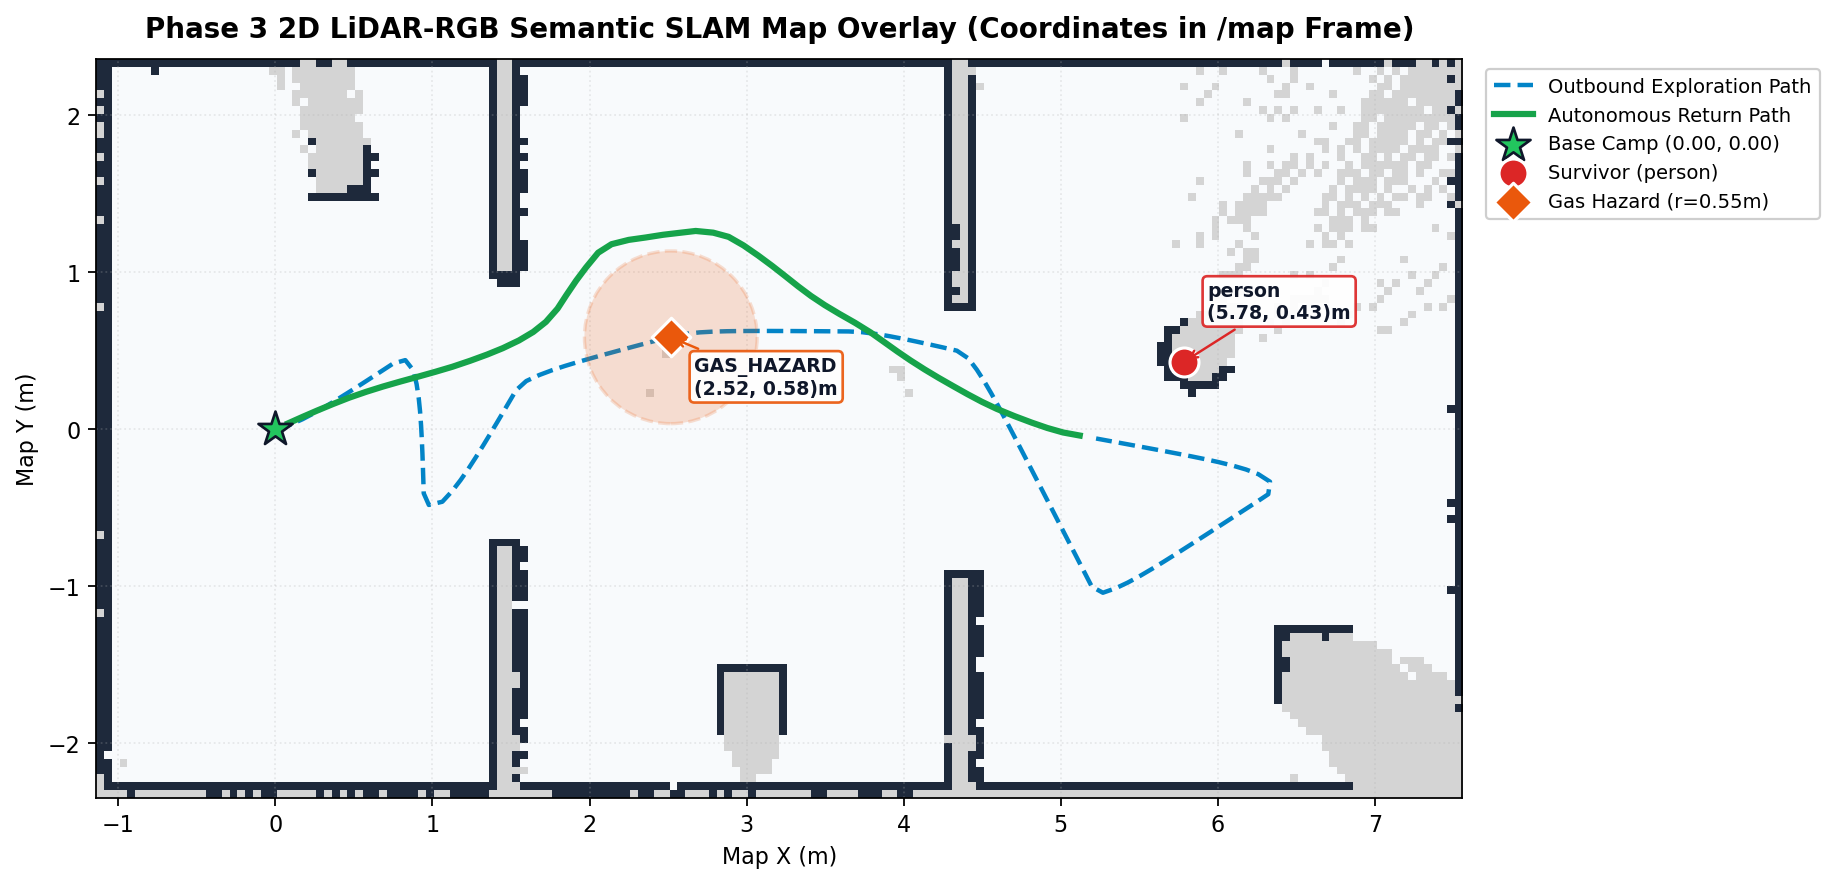 Phase 3 2D LiDAR-RGB Semantic SLAM Map Overlay (Coordinates in /map Frame)
Outbound Exploration Path
Autonomous Return Path
Base Camp (0.00, 0.00)
Survivor (person)
Gas Hazard (r=0.55m)
person
(5.78, 0.43)m
GAS_HAZARD
(2.52, 0.58)m
Map Y (m)
2
1
0
−1
−2
−1 0 1 2 3 4 5 6 7
Map X (m)